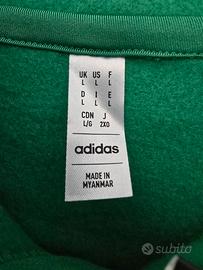 UK US F
L L L
D I E
L L L
CDN J
L/G 2XO
adidas
MADE IN
MYANMAR
subito